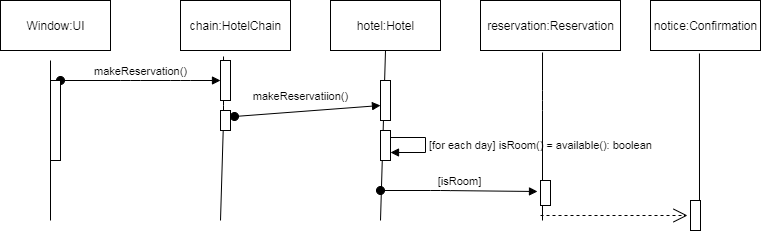 Window:UI
chain:HotelChain
hotel:Hotel
reservation:Reservation
notice:Confirmation
makeReservation()
makeReservatiion()
[for each day] isRoom() = available(): boolean
[isRoom]